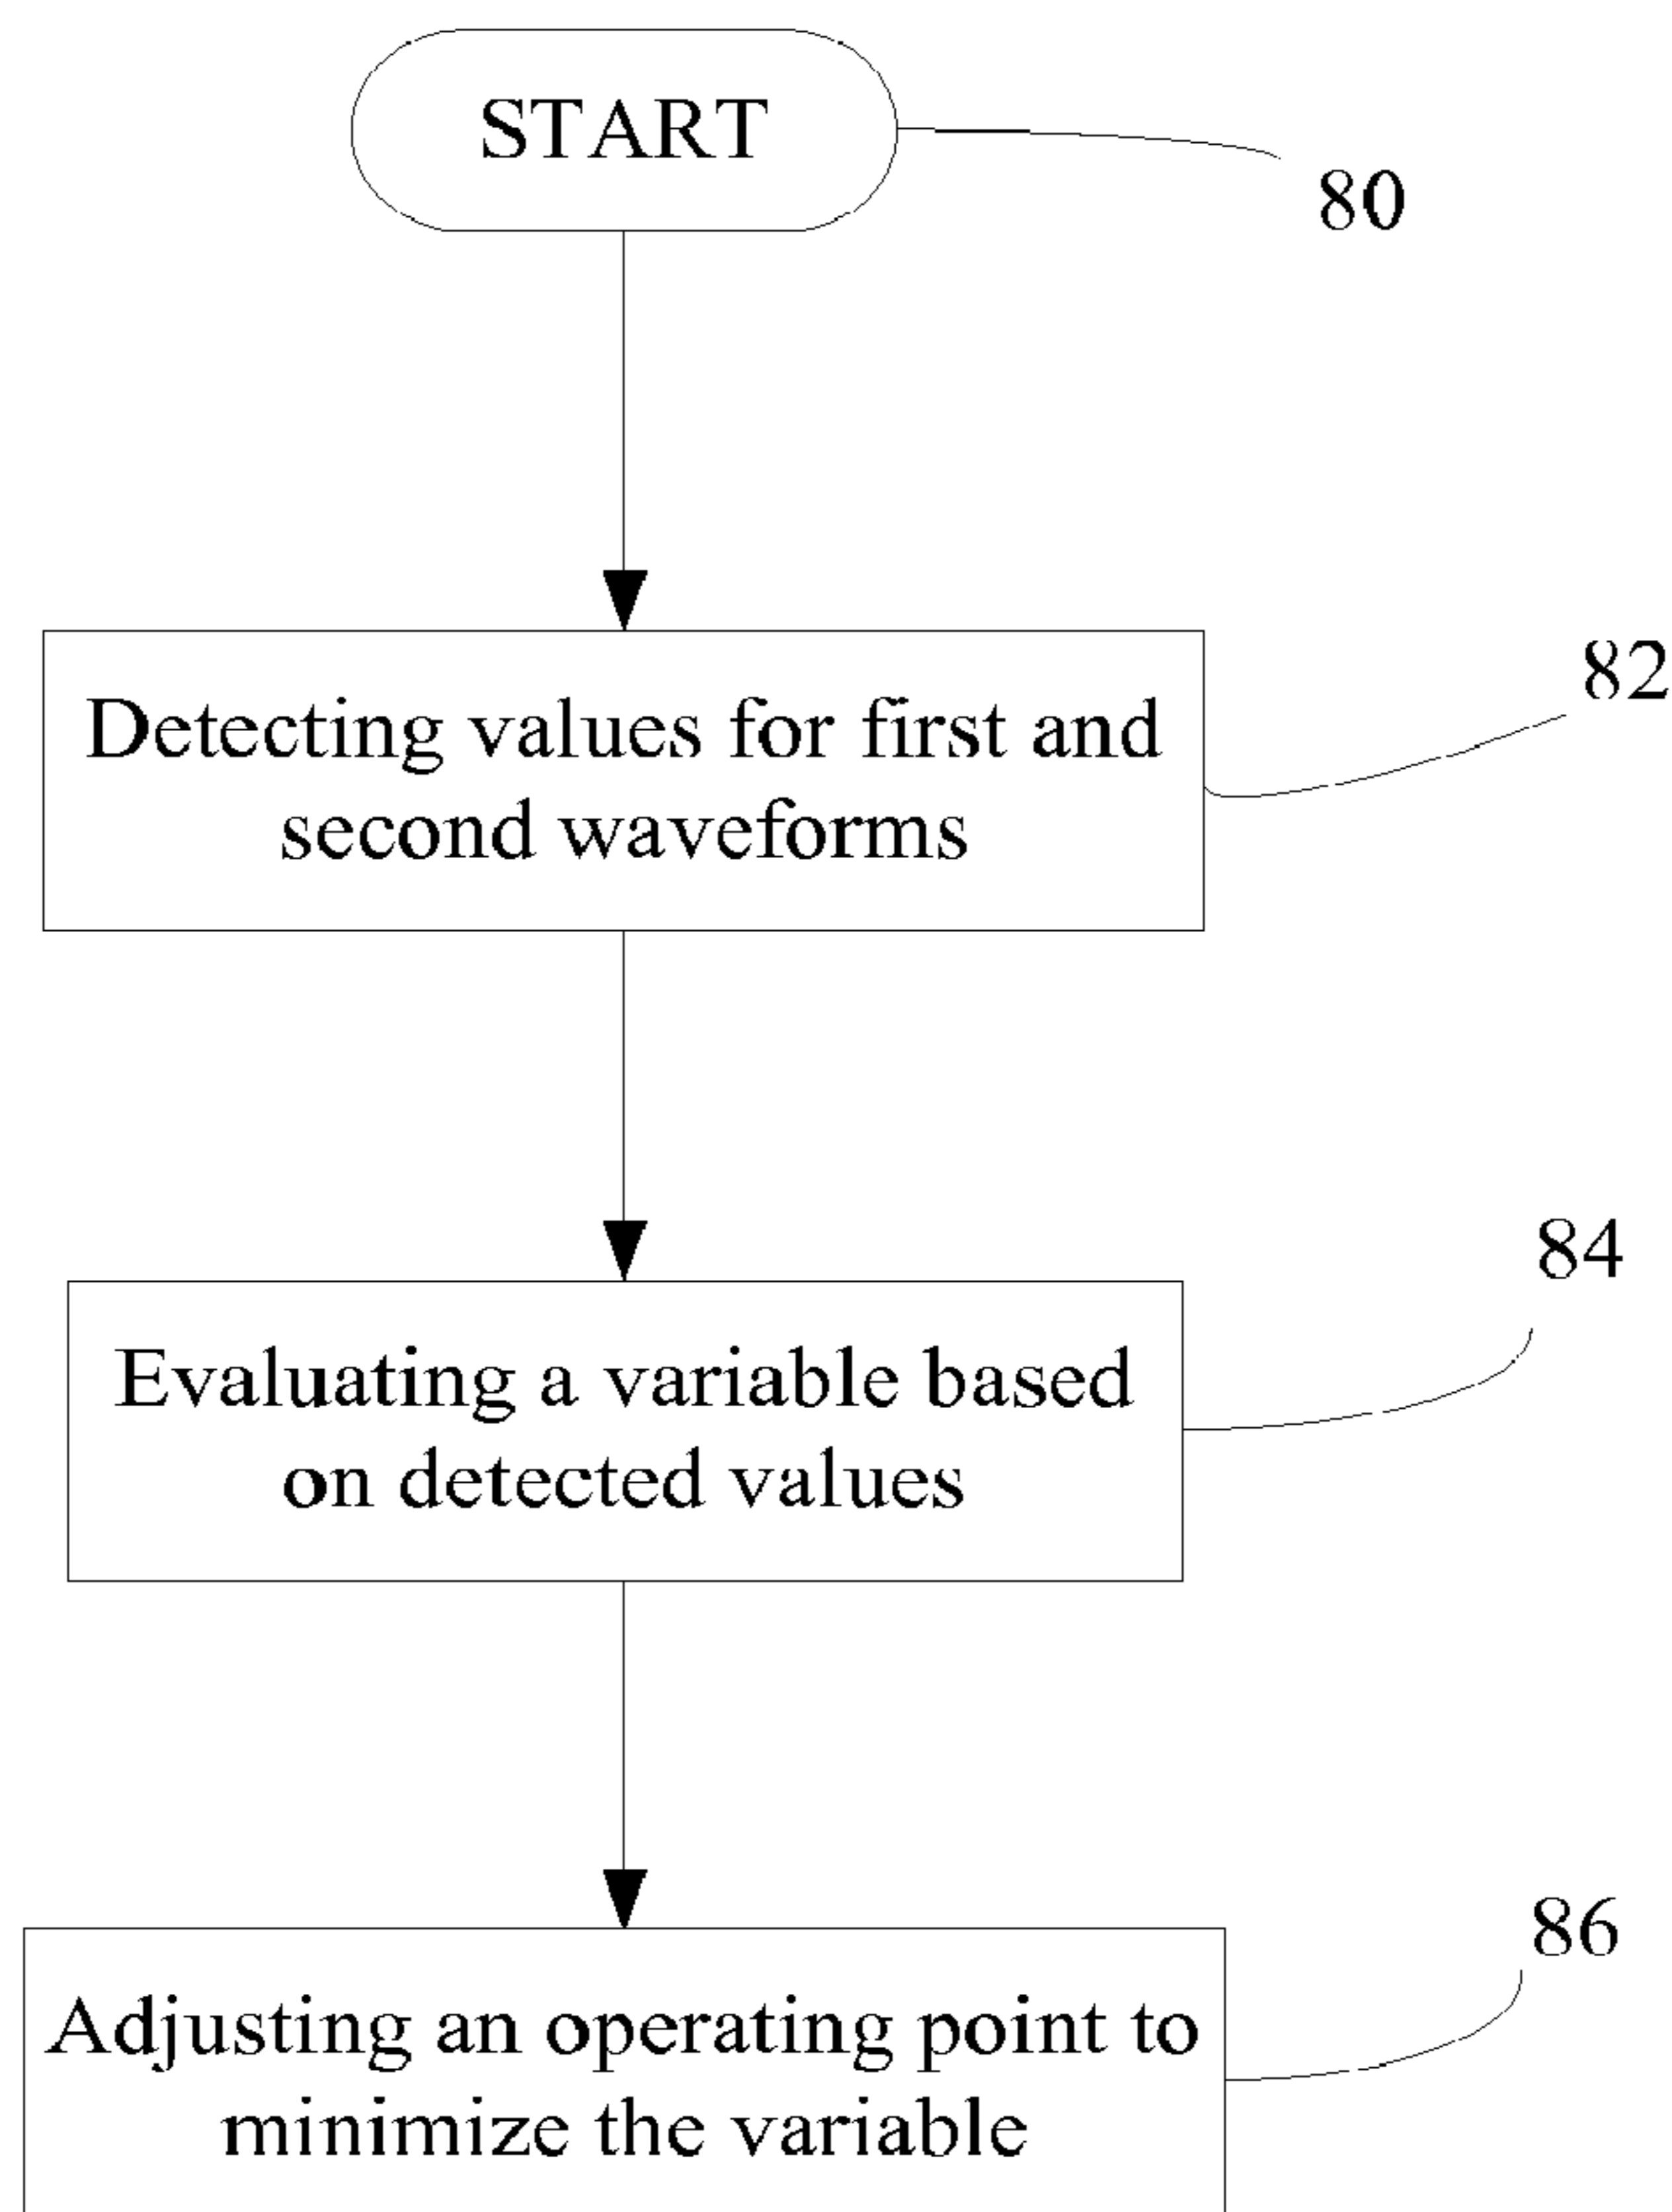 START
80
82
Detecting values for first and
second waveforms
84
Evaluating a variable based
on detected values
86
Adjusting an operating point to
minimize the variable